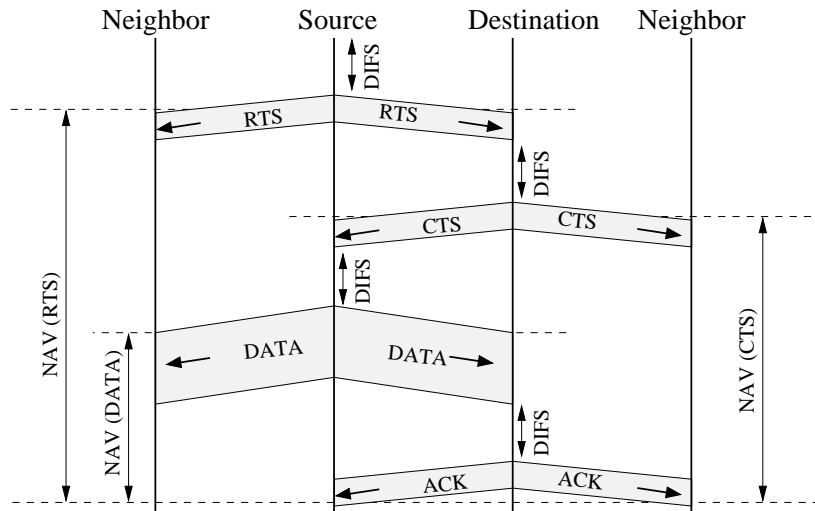 Neighbor Source Destination Neighbor
DIFS
RTS RTS
DIFS
CTS CTS
DIFS
NAV (RTS)
NAV (DATA)
DATA DATA
NAV (CTS)
DIFS
ACK ACK